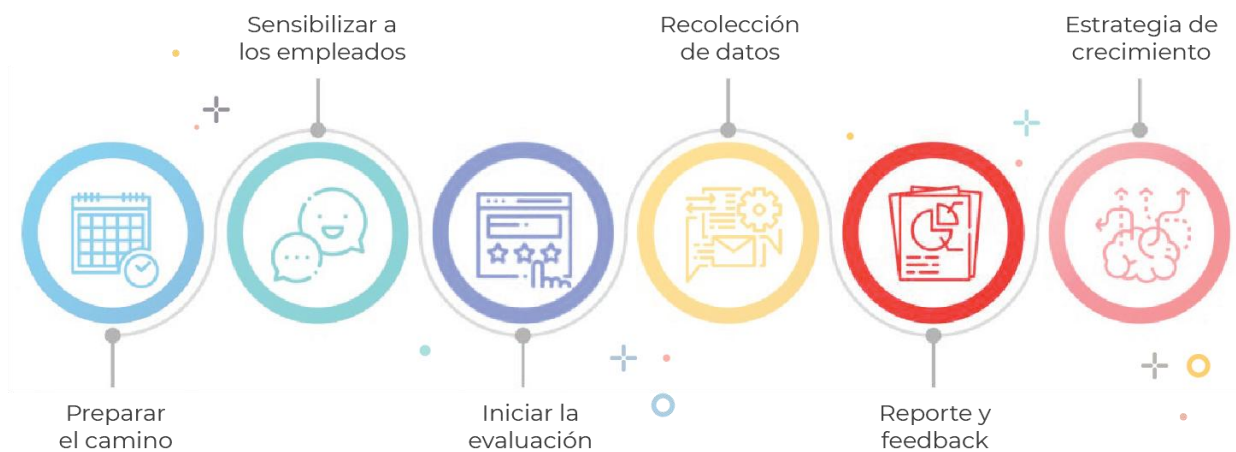 Preparar
el camino
Sensibilizar a
los empleados
Iniciar la
evaluación
Recolección
de datos
Reporte y
feedback
Estrategia de
crecimiento